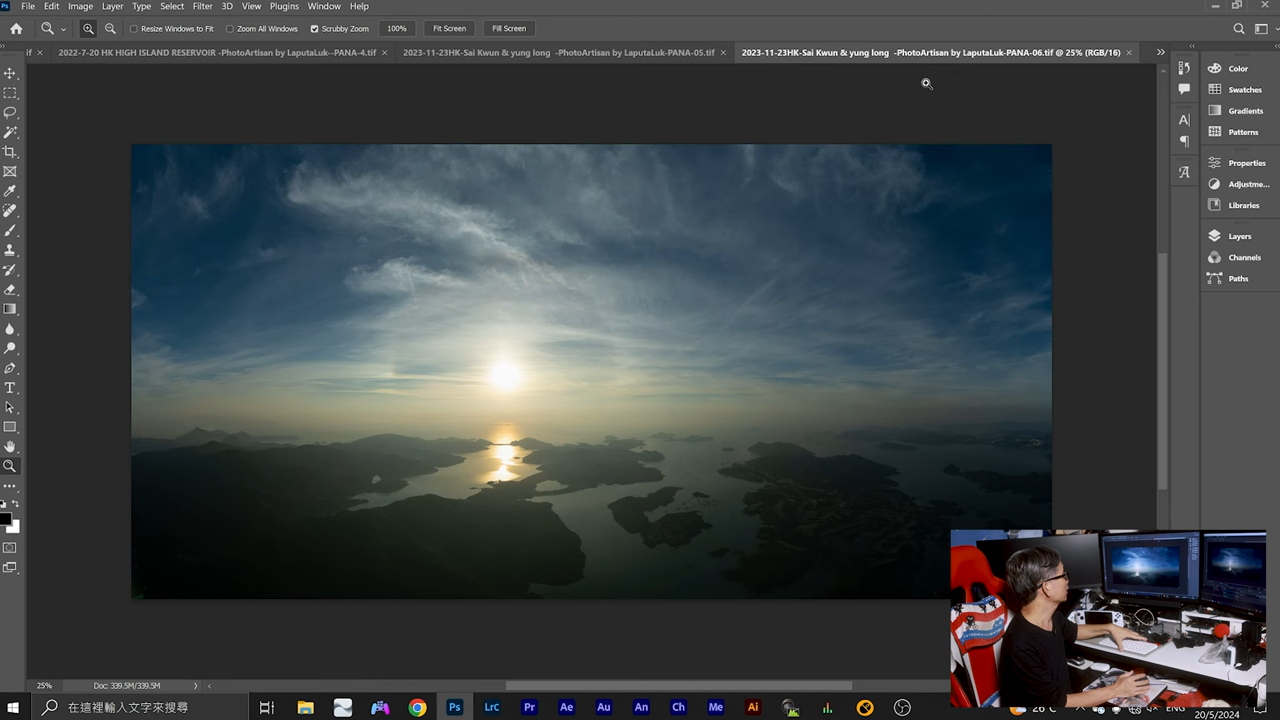 Ps File Edit Image Layer Type Select Filter 3D View Plugins Window Help
Resize Windows to Fit Zoom All Windows Scrubby Zoom 100% Fit Screen Fill Screen
if × 2022-7-20 HK HIGH ISLAND RESERVOIR -PhotoArtisan by LaputaLuk--PANA-4.tif × 2023-11-23HK-Sai Kwun & yung long -PhotoArtisan by LaputaLuk-PANA-05.tif × 2023-11-23HK-Sai Kwun & yung long -PhotoArtisan by LaputaLuk-PANA-06.tif @ 25% (RGB/16) ×
Color
Swatches
Gradients
Patterns
Properties
Adjustme...
Libraries
Layers
Channels
Paths
25% Doc: 339.5M/339.5M
在這裡輸入文字來搜尋
Ps Lrc Pr Ae Au An Ch Me Ai 26°C ENG
20/5/2024